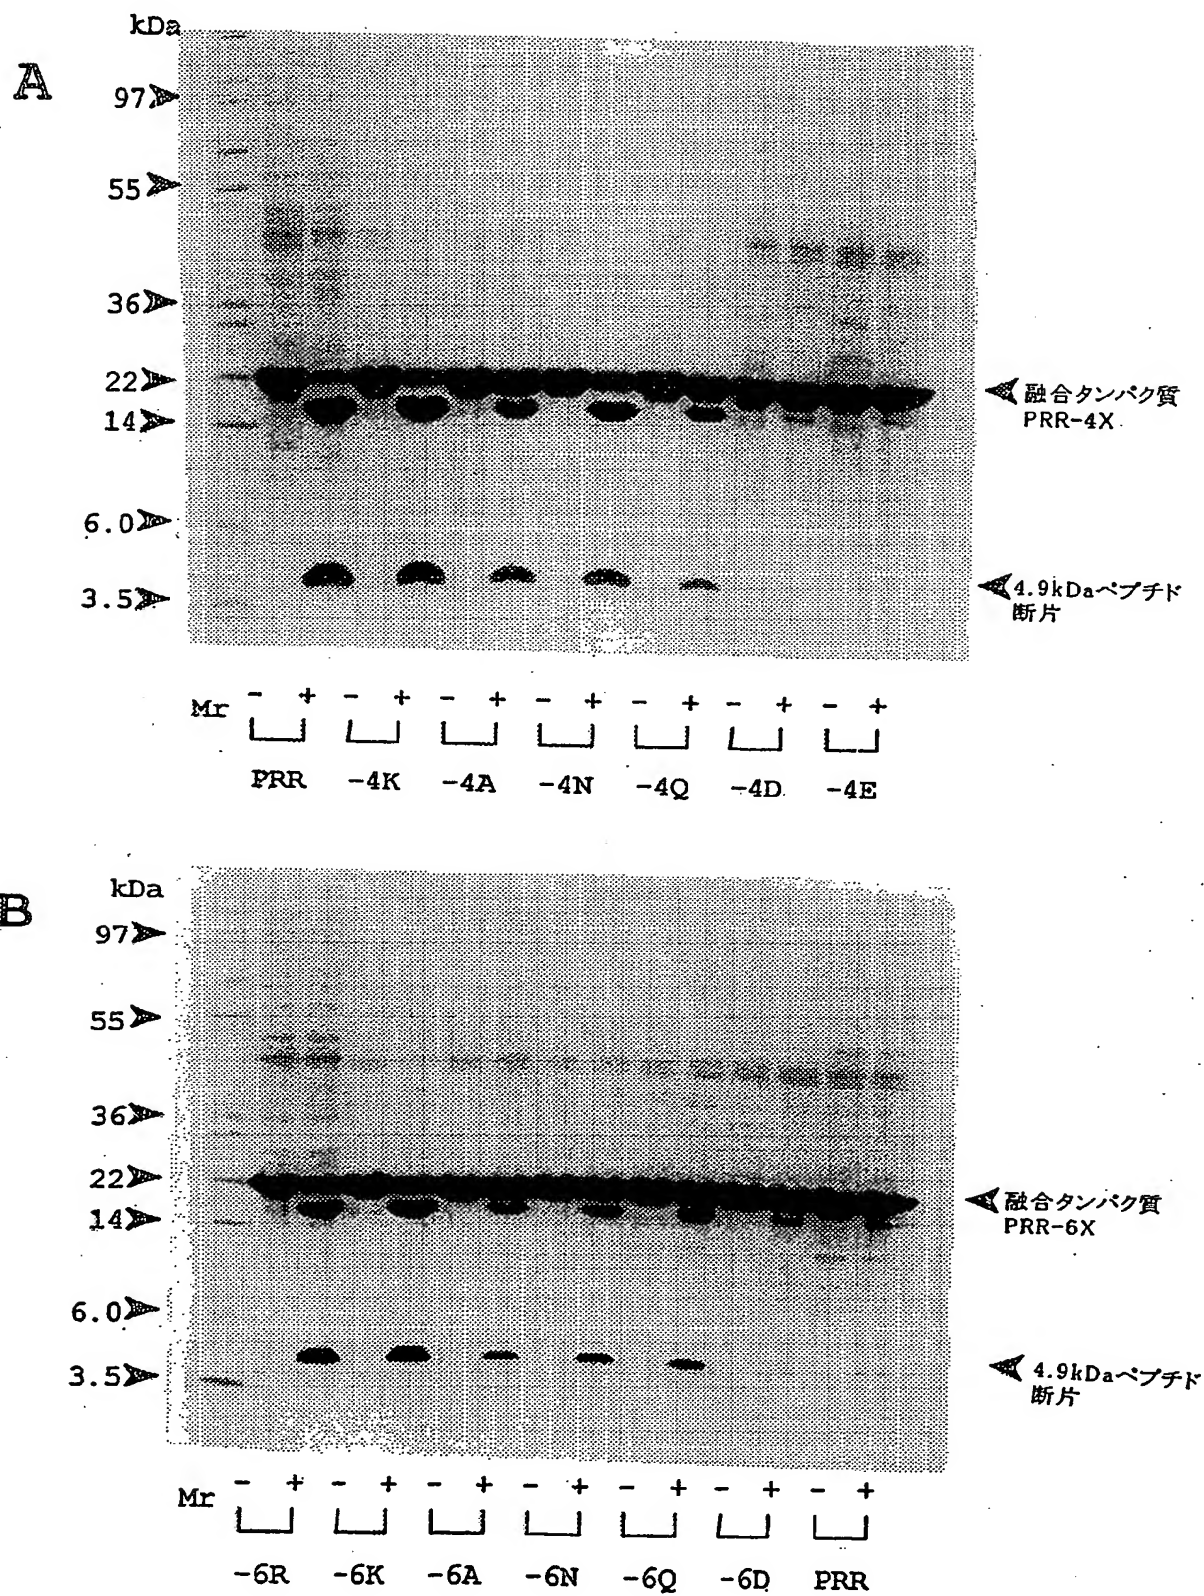 kDa
A
97
55
36
22
融合タンパク質
PRR-4X
14
6.0
4.9kDaペプチド
断片
3.5
Mr - + - + - + - + - + - + - +
PRR -4K -4A -4N -4Q -4D -4E
kDa
B
97
55
36
22
融合タンパク質
PRR-6X
14
6.0
4.9kDaペプチド
断片
3.5
Mr - + - + - + - + - + - + - +
-6R -6K -6A -6N -6Q -6D PRR